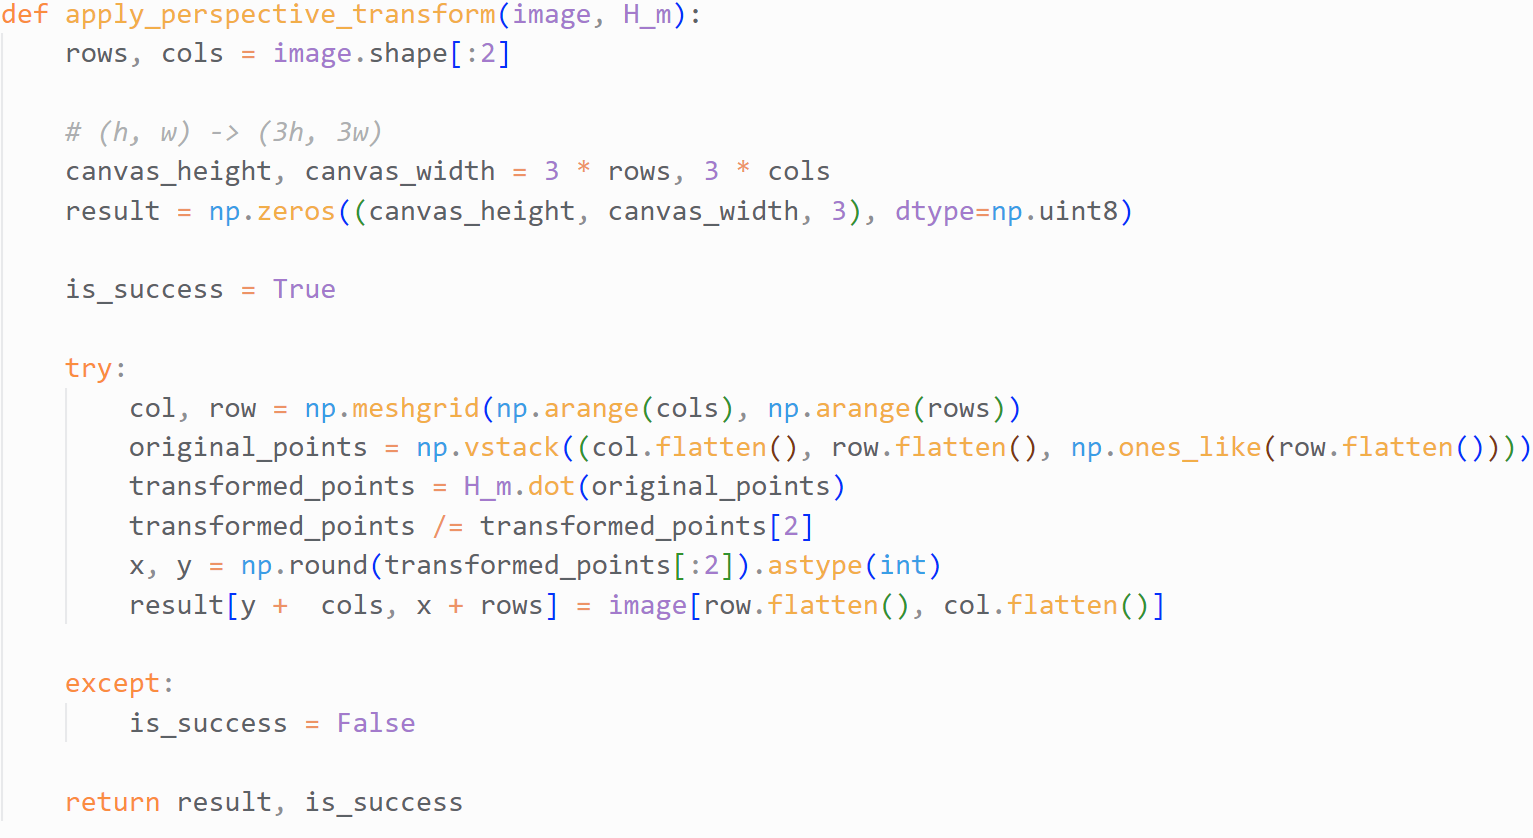 def apply_perspective_transform(image, H_m):
    rows, cols = image.shape[:2]

    # (h, w) -> (3h, 3w)
    canvas_height, canvas_width = 3 * rows, 3 * cols
    result = np.zeros((canvas_height, canvas_width, 3), dtype=np.uint8)

    is_success = True

    try:
        col, row = np.meshgrid(np.arange(cols), np.arange(rows))
        original_points = np.vstack((col.flatten(), row.flatten(), np.ones_like(row.flatten())))
        transformed_points = H_m.dot(original_points)
        transformed_points /= transformed_points[2]
        x, y = np.round(transformed_points[:2]).astype(int)
        result[y +  cols, x + rows] = image[row.flatten(), col.flatten()]

    except:
        is_success = False

    return result, is_success